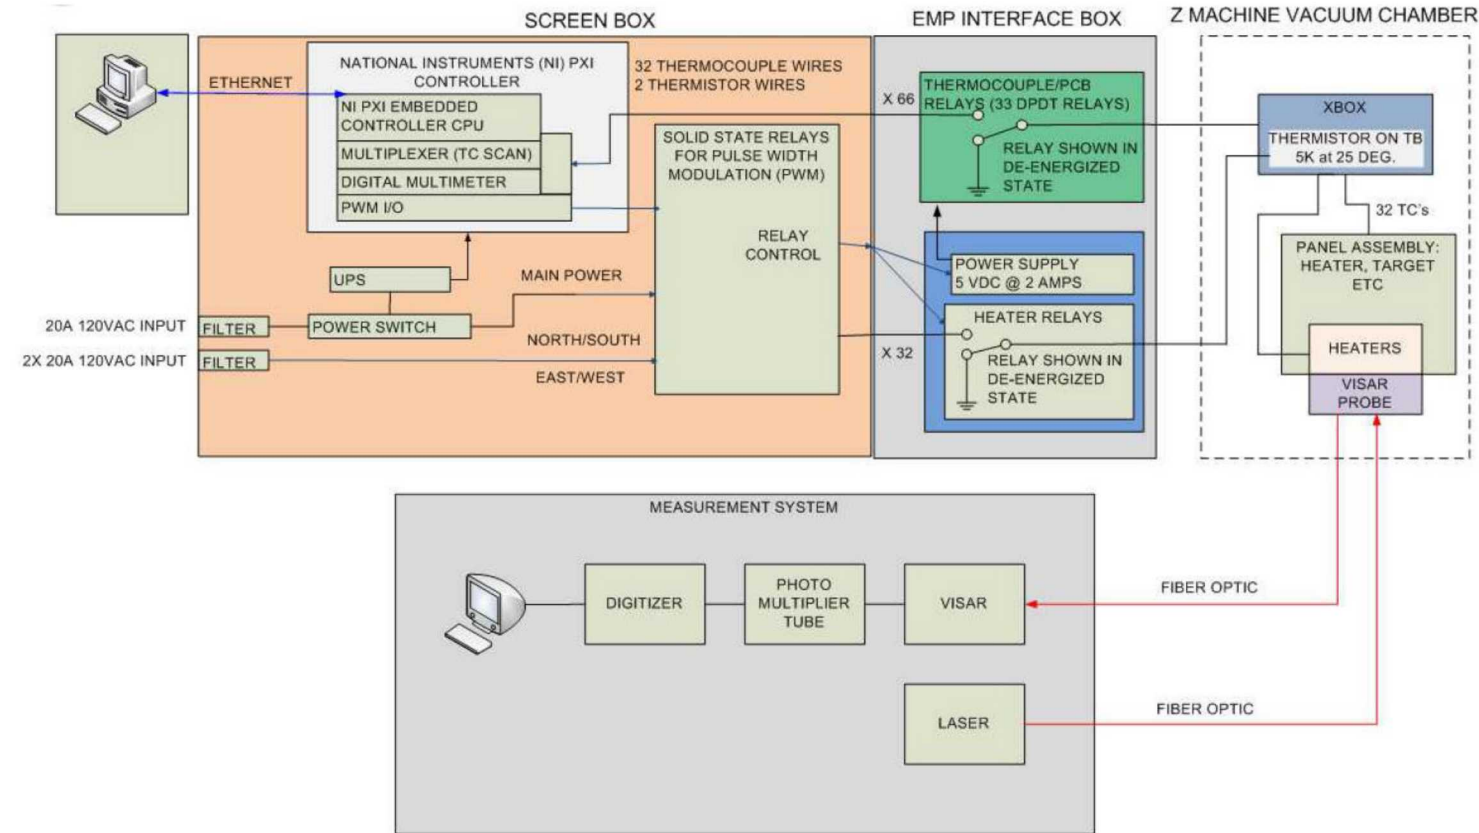 SCREEN BOX
EMP INTERFACE BOX
Z MACHINE VACUUM CHAMBER
ETHERNET
NATIONAL INSTRUMENTS (NI) PXI
CONTROLLER
NI PXI EMBEDDED
CONTROLLER CPU
MULTIPLEXER (TC SCAN)
DIGITAL MULTIMETER
PWM I/O
32 THERMOCOUPLE WIRES
2 THERMISTOR WIRES
SOLID STATE RELAYS
FOR PULSE WIDTH
MODULATION (PWM)
RELAY
CONTROL
UPS
MAIN POWER
20A 120VAC INPUT
FILTER
POWER SWITCH
NORTH/SOUTH
2X 20A 120VAC INPUT
FILTER
EAST/WEST
X 66
THERMOCOUPLE/PCB
RELAYS (33 DPDT RELAYS)
RELAY SHOWN IN
DE-ENERGIZED
STATE
POWER SUPPLY
5 VDC @ 2 AMPS
HEATER RELAYS
X 32
RELAY SHOWN IN
DE-ENERGIZED
STATE
XBOX
THERMISTOR ON TB
5K at 25 DEG.
32 TC's
PANEL ASSEMBLY:
HEATER, TARGET
ETC
HEATERS
VISAR
PROBE
MEASUREMENT SYSTEM
DIGITIZER
PHOTO
MULTIPLIER
TUBE
VISAR
FIBER OPTIC
LASER
FIBER OPTIC